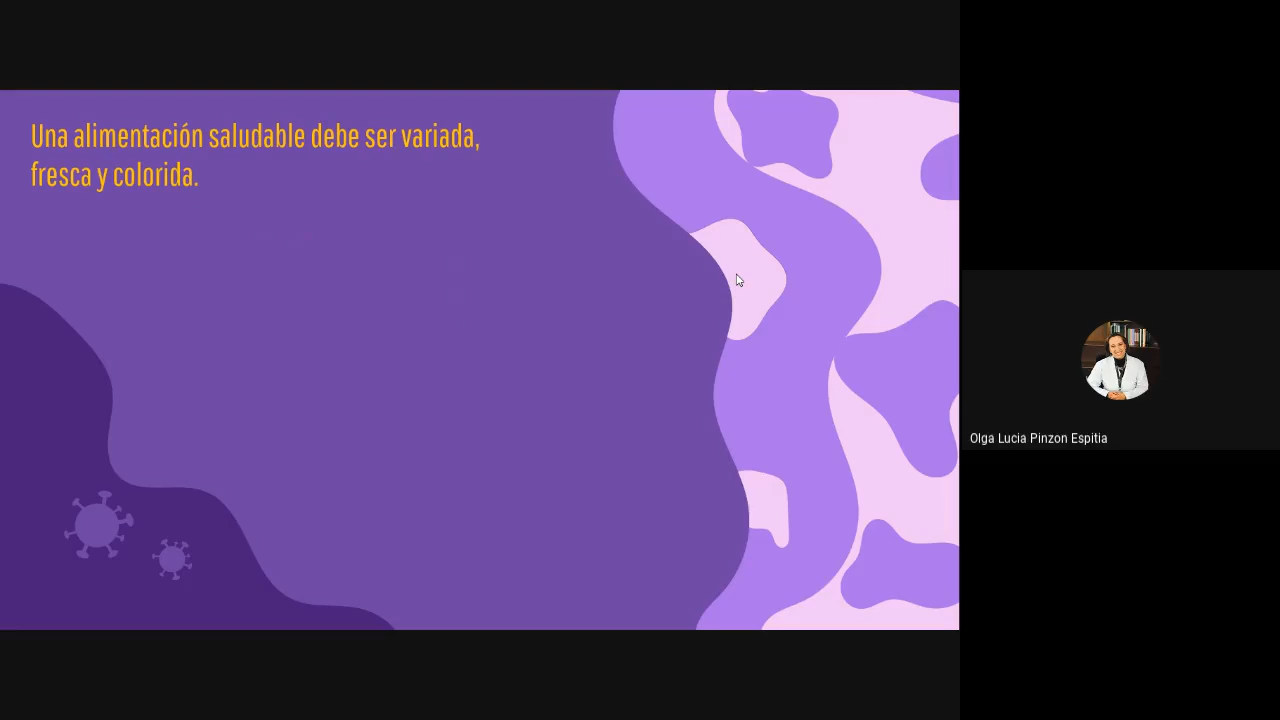 Una alimentación saludable debe ser variada,
fresca y colorida.
Olga Lucia Pinzon Espitia